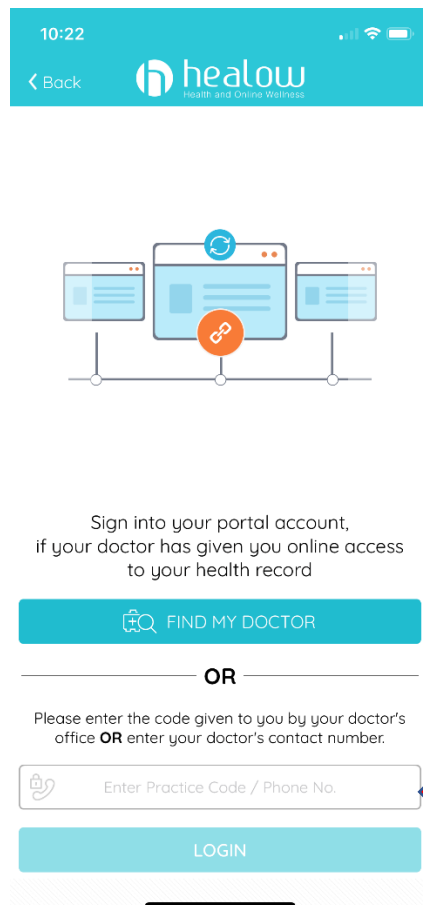 10:22
Back
healow
Health and Online Wellness
Sign into your portal account,
if your doctor has given you online access
to your health record
FIND MY DOCTOR
OR
Please enter the code given to you by your doctor's
office OR enter your doctor's contact number.
Enter Practice Code / Phone No.
LOGIN